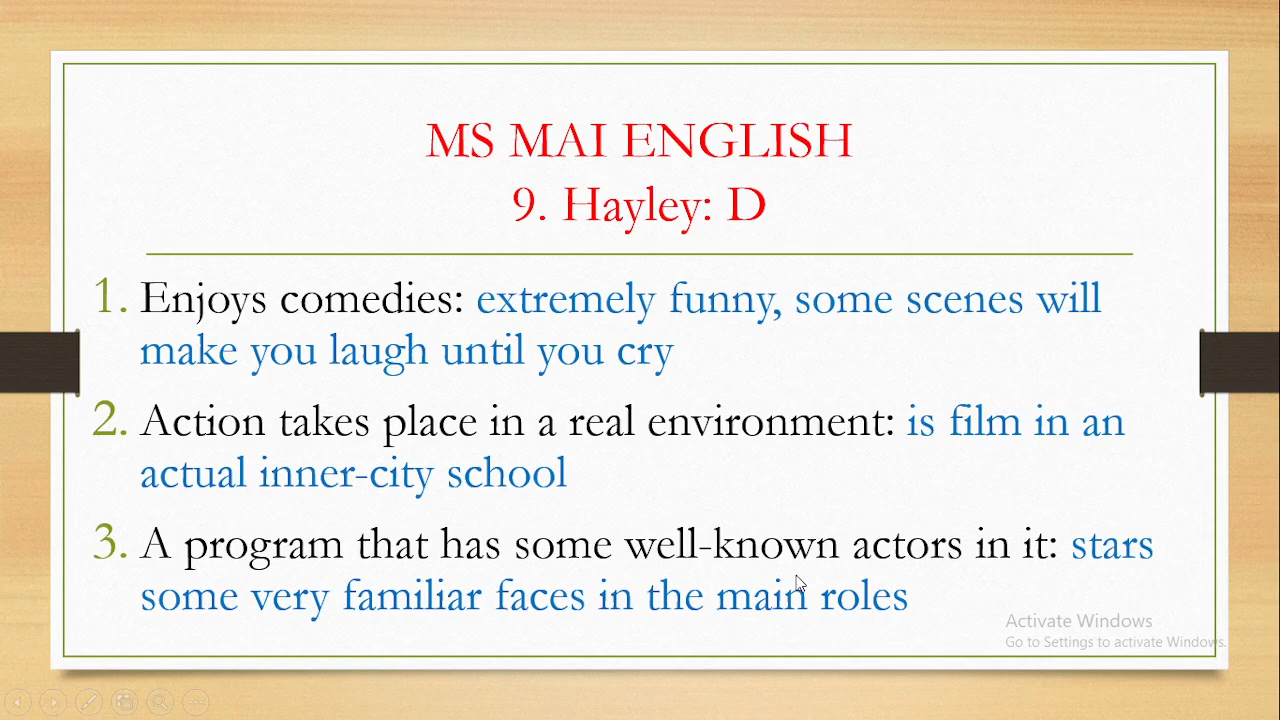 MS MAI ENGLISH
9. Hayley: D
1. Enjoys comedies: extremely funny, some scenes will
make you laugh until you cry
2. Action takes place in a real environment: is film in an
actual inner-city school
3. A program that has some well-known actors in it: stars
some very familiar faces in the main roles
Activate Windows
Go to Settings to activate Windows.